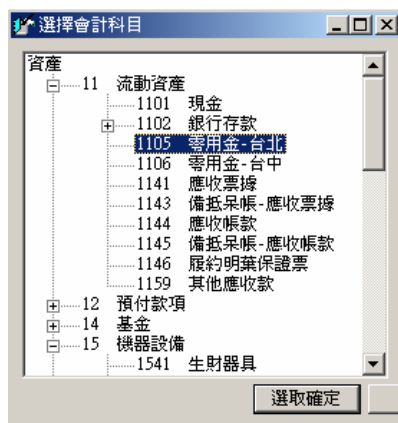 選擇會計科目
資產
11 流動資產
1101 現金
1102 銀行存款
1105 零用金-台北
1106 零用金-台中
1141 應收票據
1143 備抵呆帳-應收票據
1144 應收帳款
1145 備抵呆帳-應收帳款
1146 履約明葉保證票
1159 其他應收款
12 預付款項
14 基金
15 機器設備
1541 生財器具
選取確定